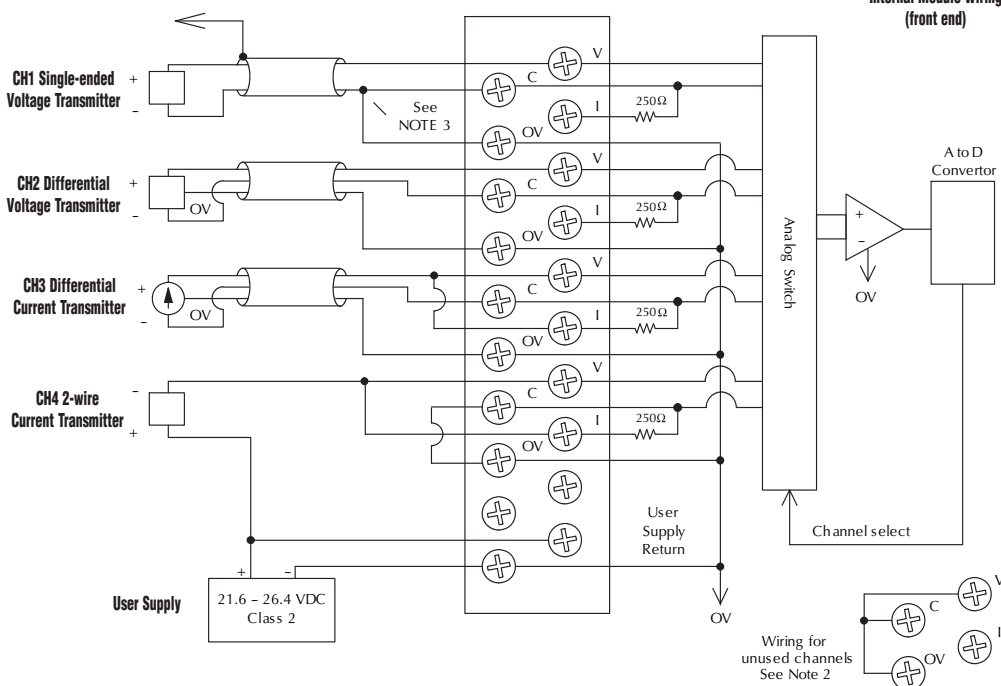 Internal Module Wiring
(front end)
CH1 Single-ended
Voltage Transmitter
+
-
See
NOTE 3
V
C
I
OV
250Ω
CH2 Differential
Voltage Transmitter
+
-
OV
V
C
I
OV
250Ω
CH3 Differential
Current Transmitter
+
-
OV
V
C
I
OV
250Ω
CH4 2-wire
Current Transmitter
-
+
V
C
I
OV
250Ω
Analog Switch
+
-
OV
A to D
Convertor
Channel select
User
Supply
Return
OV
User Supply
+
-
21.6 – 26.4 VDC
Class 2
Wiring for
unused channels
See Note 2
V
C
I
OV